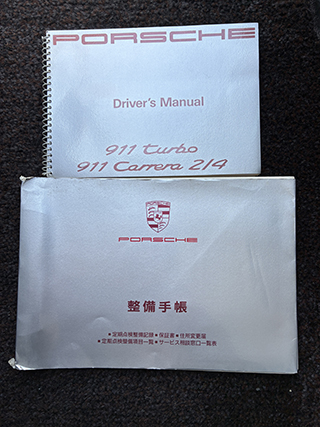 PORSCHE
Driver's Manual
911 turbo
911 Carrera 2/4
PORSCHE
整備手帳
●定期点検整備記録●保証書●住所変更届
●定期点検整備項目一覧●サービス相談窓口一覧表